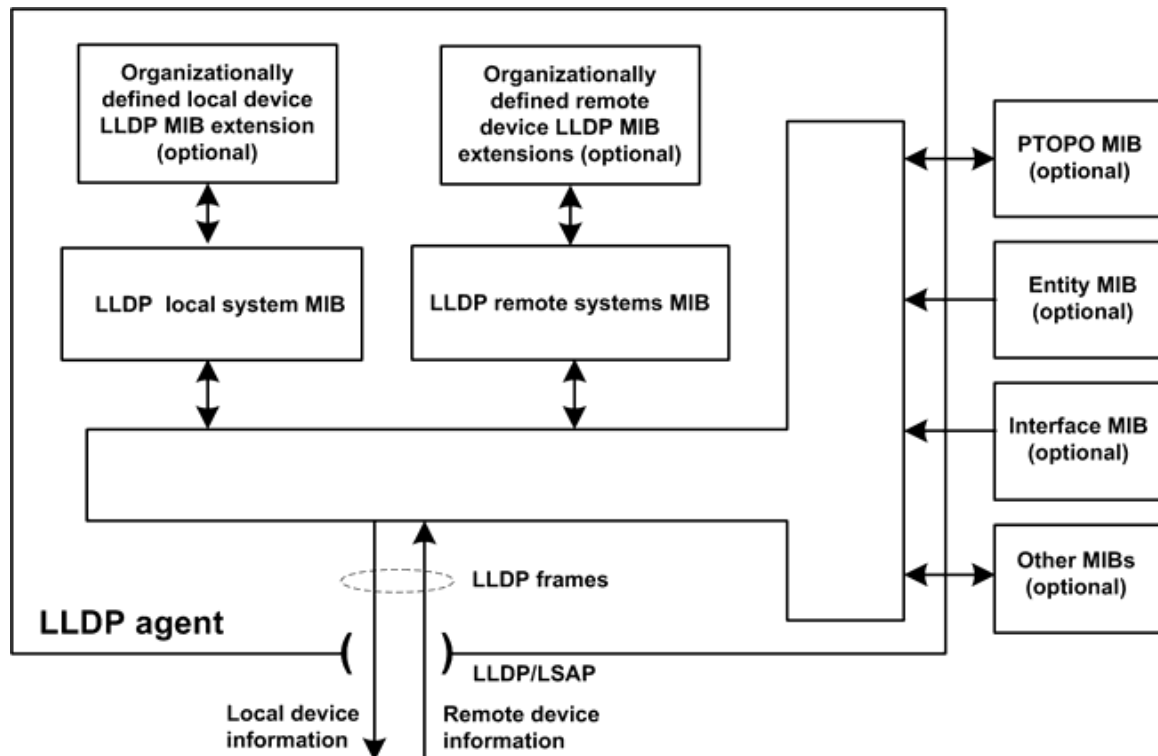 Organizationally
defined local device
LLDP MIB extension
(optional)
Organizationally
defined remote
device LLDP MIB
extensions (optional)
PTOPO MIB
(optional)
LLDP local system MIB
LLDP remote systems MIB
Entity MIB
(optional)
Interface MIB
(optional)
Other MIBs
(optional)
LLDP frames
LLDP agent
LLDP/LSAP
Local device
information
Remote device
information